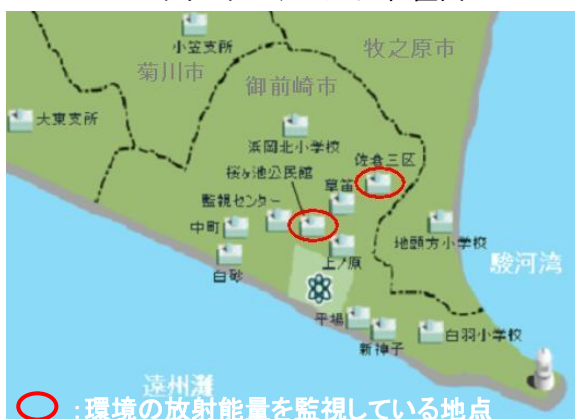 小笠支所
牧之原市
菊川市
御前崎市
大東支所
浜岡北小学校
佐倉三区
桜ヶ池公民館
草笛
監視センター
中町
地頭方小学校
上ノ原
白砂
駿河湾
平場
白羽小学校
新神子
遠州灘
:環境の放射能量を監視している地点